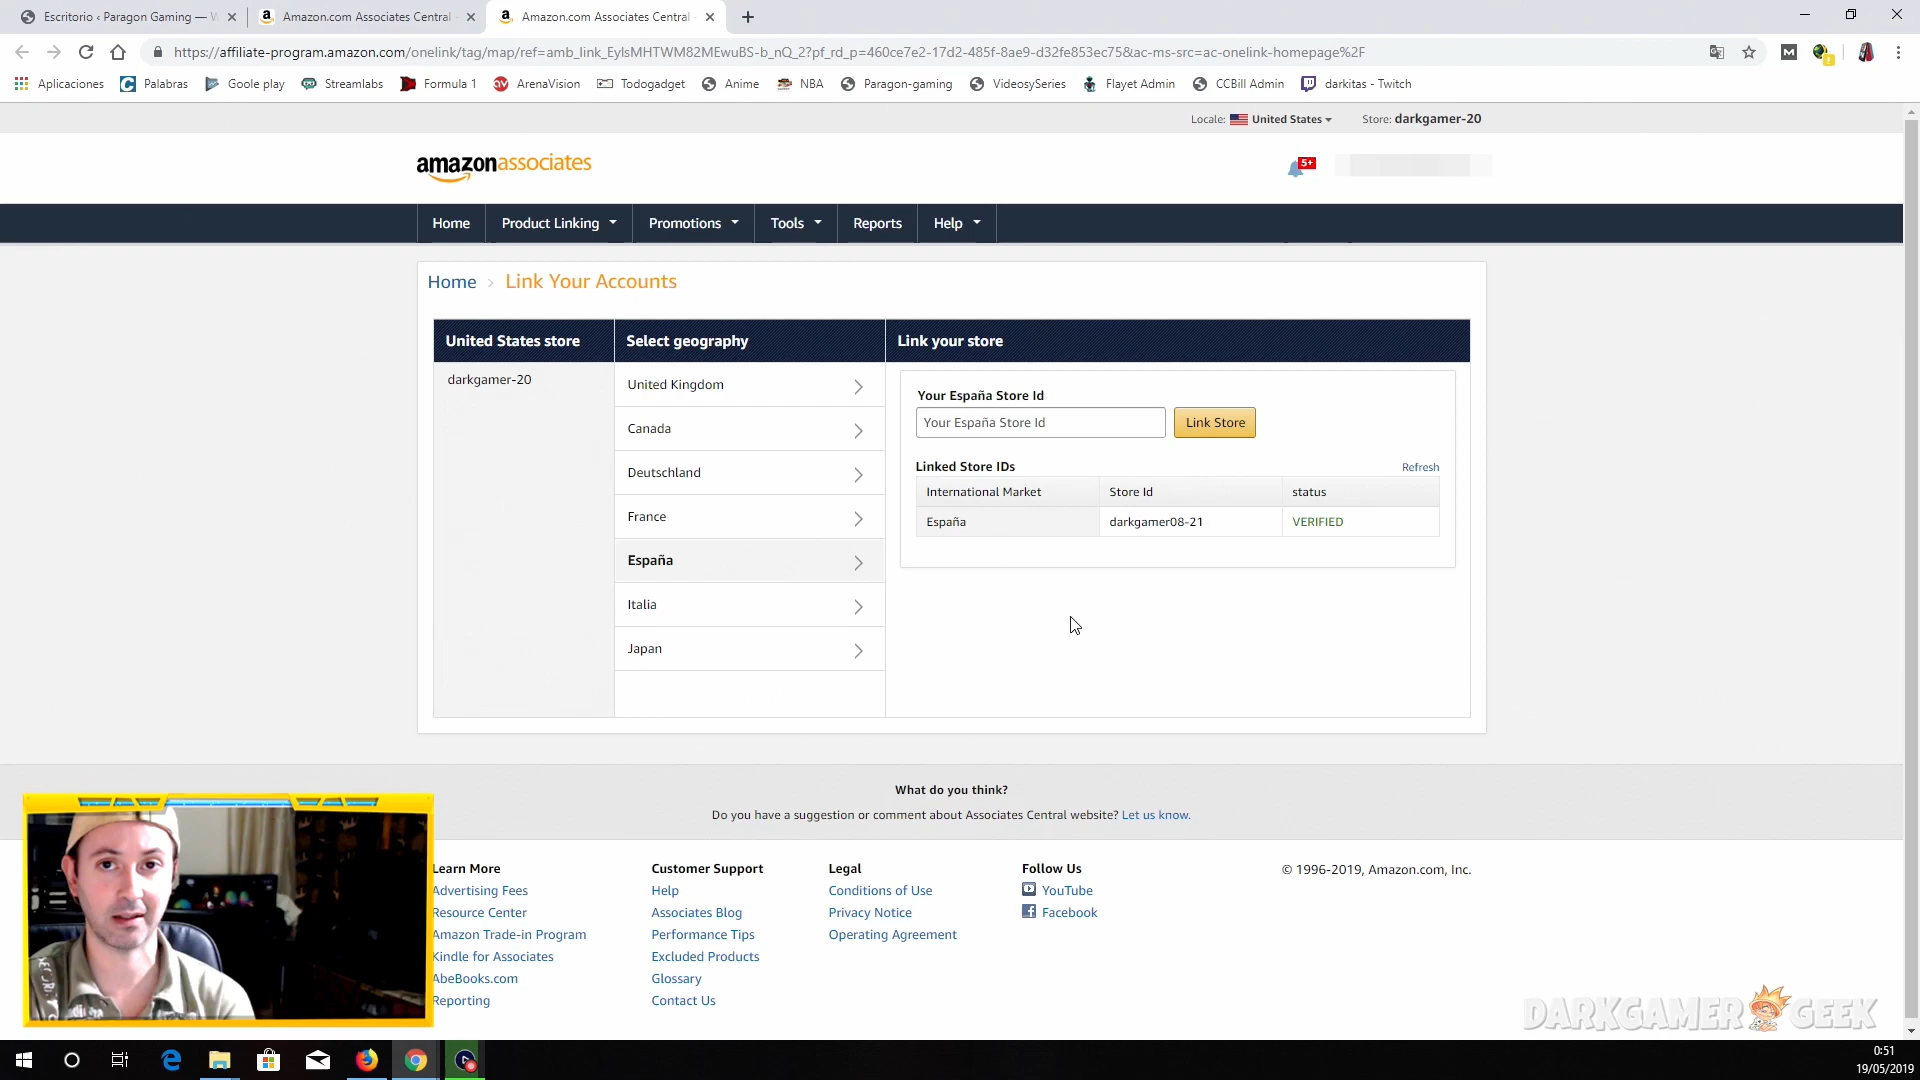 Escritorio ‹ Paragon Gaming — W
Amazon.com Associates Central
Amazon.com Associates Central
https://affiliate-program.amazon.com/onelink/tag/map/ref=amb_link_EylsMHTWM82MEwuBS-b_nQ_2?pf_rd_p=460ce7e2-17d2-485f-8ae9-d32fe853ec75&ac-ms-src=ac-onelink-homepage%2F
Aplicaciones Palabras Goole play Streamlabs Formula 1 ArenaVision Todogadget Anime NBA Paragon-gaming VideosySeries Flayet Admin CCBill Admin darkitas - Twitch
Locale: United States Store: darkgamer-20
amazonassociates
5+
Home Product Linking Promotions Tools Reports Help
Home › Link Your Accounts
United States store Select geography Link your store
darkgamer-20
United Kingdom
Canada
Deutschland
France
España
Italia
Japan
Your España Store Id
Your España Store Id Link Store
Linked Store IDs Refresh
International Market Store Id status
España darkgamer08-21 VERIFIED
What do you think?
Do you have a suggestion or comment about Associates Central website? Let us know.
Learn More
Advertising Fees
Resource Center
Amazon Trade-in Program
Kindle for Associates
AbeBooks.com
Reporting
Customer Support
Help
Associates Blog
Performance Tips
Excluded Products
Glossary
Contact Us
Legal
Conditions of Use
Privacy Notice
Operating Agreement
Follow Us
YouTube
Facebook
© 1996-2019, Amazon.com, Inc.
DARKGAMER GEEK
0:51
19/05/2019